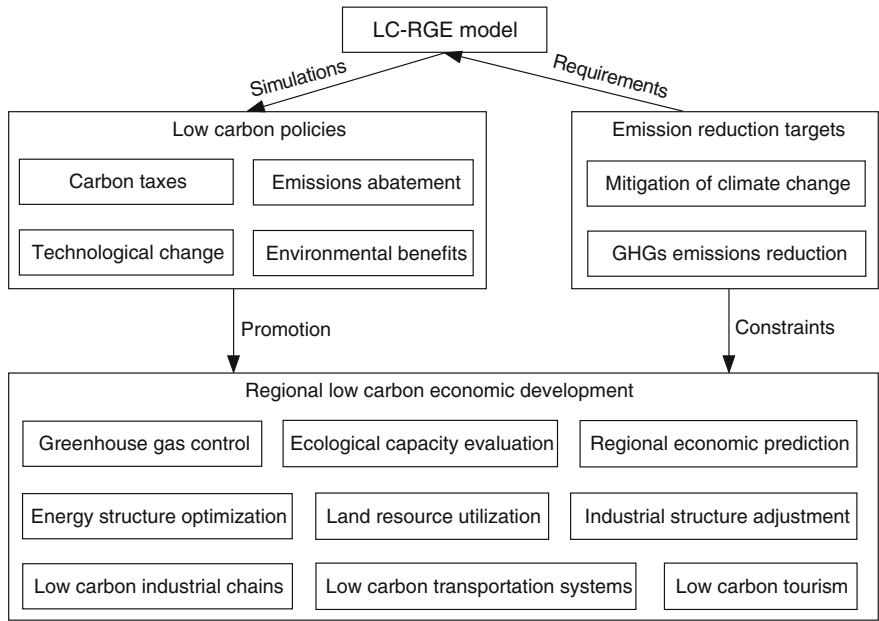 LC-RGE model
Simulations
Requirements
Low carbon policies
Carbon taxes
Emissions abatement
Technological change
Environmental benefits
Emission reduction targets
Mitigation of climate change
GHGs emissions reduction
Promotion
Constraints
Regional low carbon economic development
Greenhouse gas control
Ecological capacity evaluation
Regional economic prediction
Energy structure optimization
Land resource utilization
Industrial structure adjustment
Low carbon industrial chains
Low carbon transportation systems
Low carbon tourism